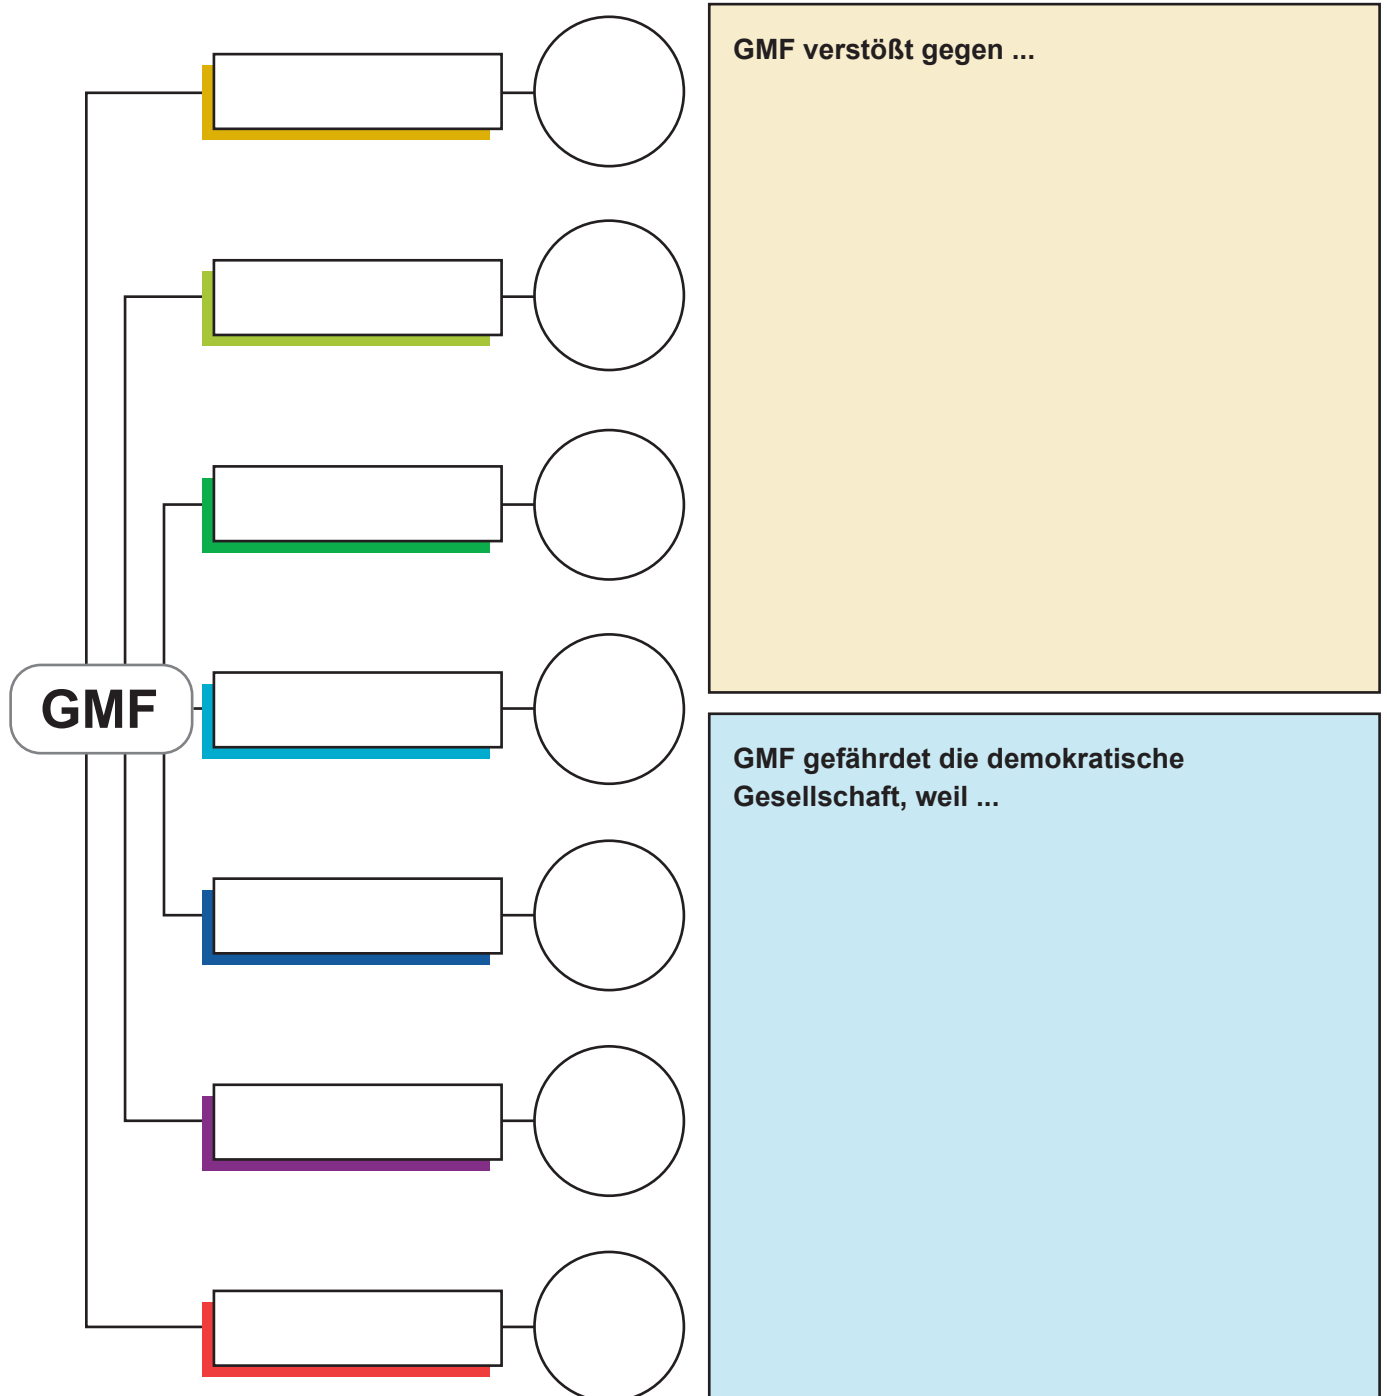 GMF verstößt gegen ...
GMF
GMF gefährdet die demokratische
Gesellschaft, weil ...